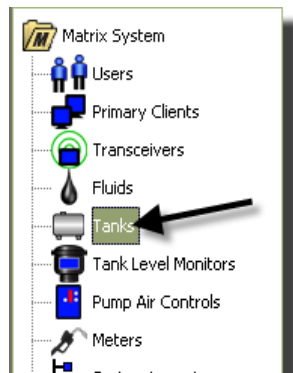 Matrix System
Users
Primary Clients
Transceivers
Fluids
Tanks
Tank Level Monitors
Pump Air Controls
Meters